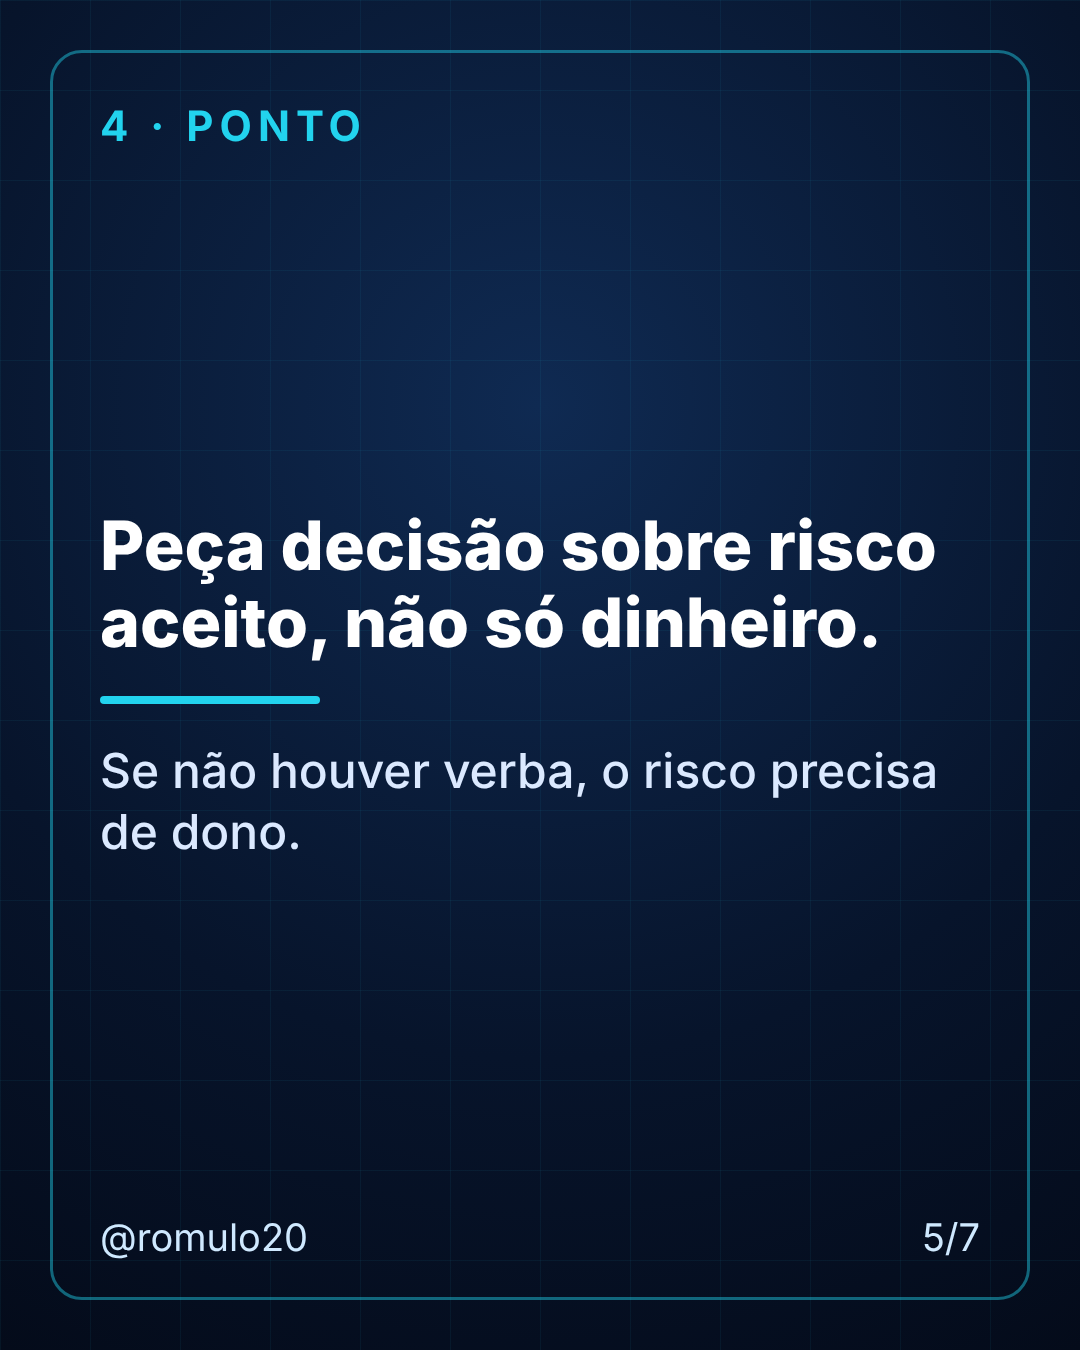 4 · PONTO
Peça decisão sobre risco
aceito, não só dinheiro.
Se não houver verba, o risco precisa
de dono.
@romulo20
5/7